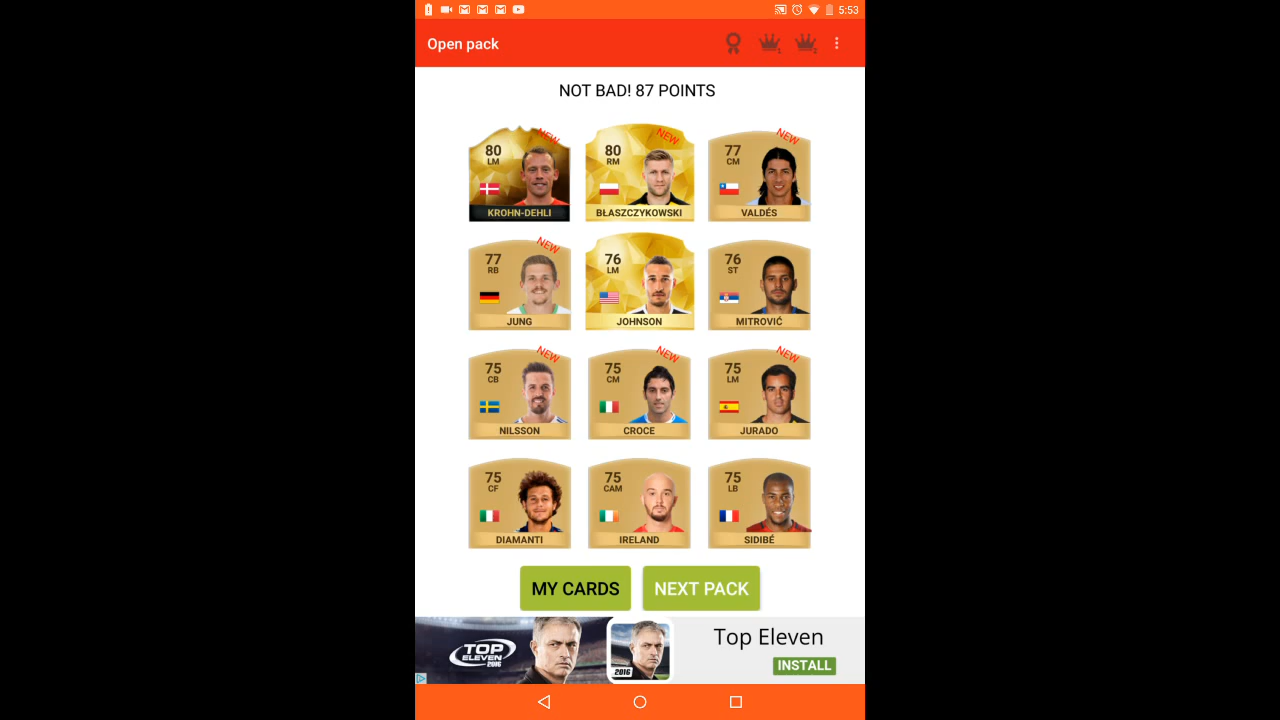 5:53
Open pack
1
2
NOT BAD! 87 POINTS
NEW
NEW
NEW
80
LM
KROHN-DEHLI
80
RM
BŁASZCZYKOWSKI
77
CM
VALDÉS
NEW
77
RB
JUNG
76
LM
JOHNSON
76
ST
MITROVIĆ
NEW
NEW
NEW
75
CB
NILSSON
75
CM
CROCE
75
LM
JURADO
75
CF
DIAMANTI
75
CAM
IRELAND
75
LB
SIDIBÉ
MY CARDS
NEXT PACK
TOP
ELEVEN
2016
2016
Top Eleven
INSTALL